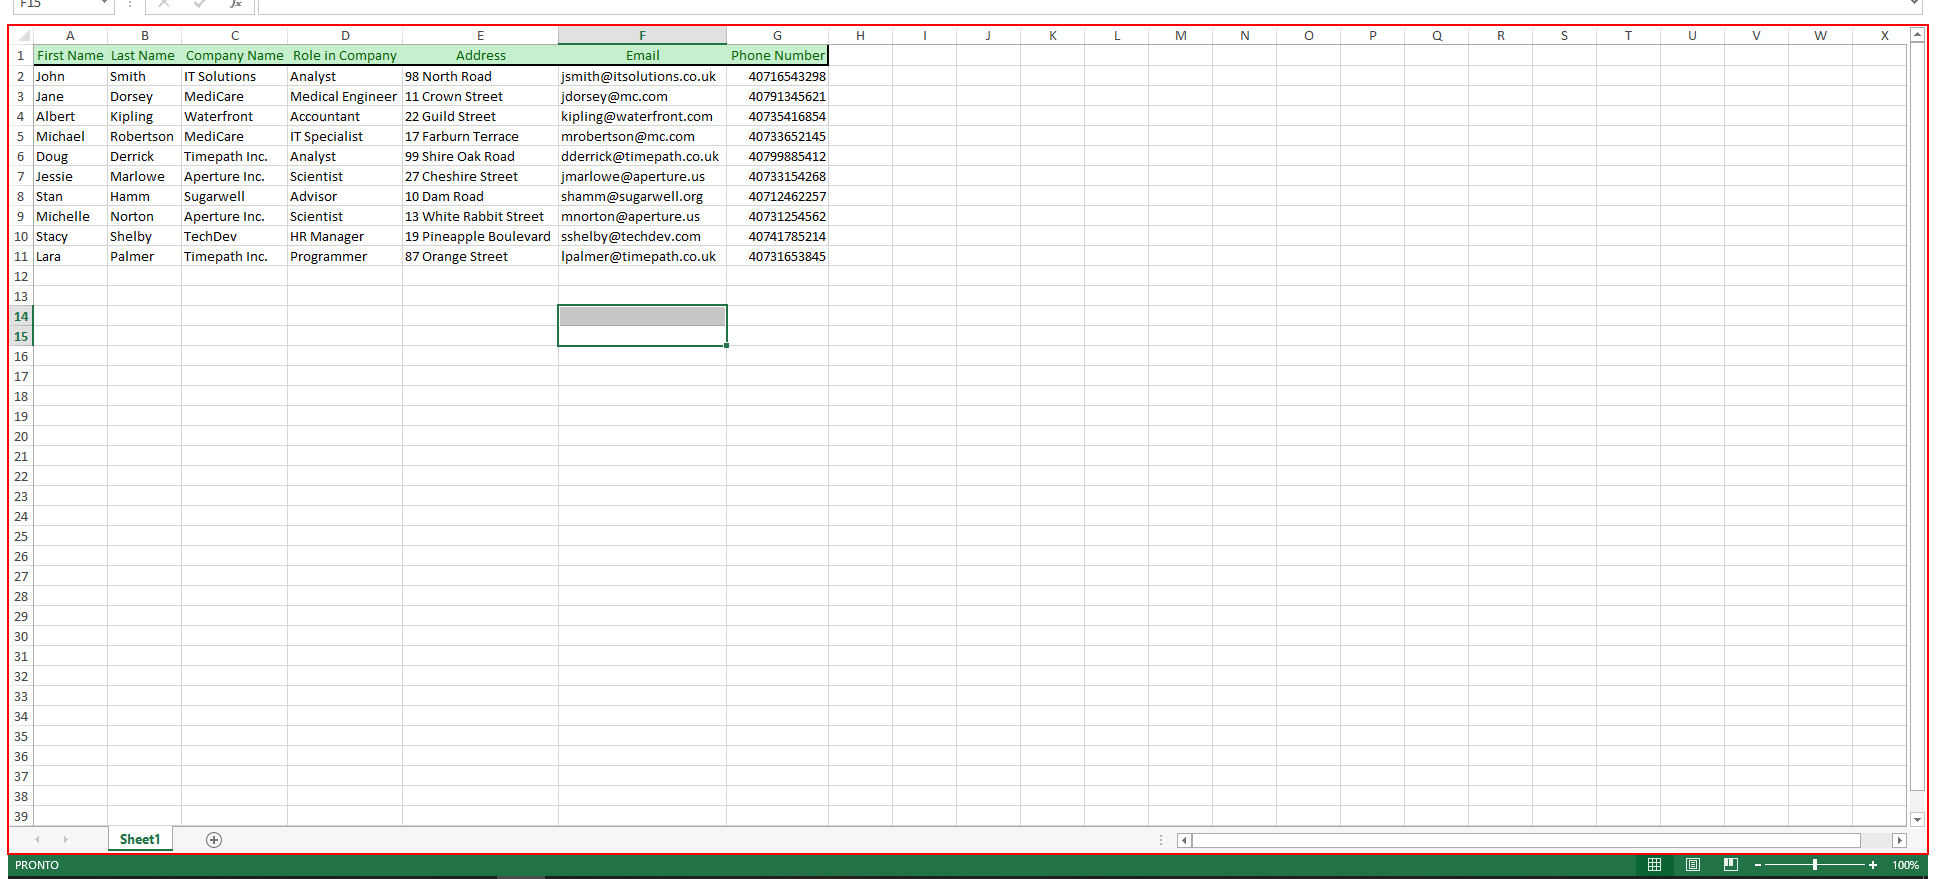 F15 fx
A B C D E F G H I J K L M N O P Q R S T U V W X
1 First Name Last Name Company Name Role in Company Address Email Phone Number
2 John Smith IT Solutions Analyst 98 North Road jsmith@itsolutions.co.uk 40716543298
3 Jane Dorsey MediCare Medical Engineer 11 Crown Street jdorsey@mc.com 40791345621
4 Albert Kipling Waterfront Accountant 22 Guild Street kipling@waterfront.com 40735416854
5 Michael Robertson MediCare IT Specialist 17 Farburn Terrace mrobertson@mc.com 40733652145
6 Doug Derrick Timepath Inc. Analyst 99 Shire Oak Road dderrick@timepath.co.uk 40799885412
7 Jessie Marlowe Aperture Inc. Scientist 27 Cheshire Street jmarlowe@aperture.us 40733154268
8 Stan Hamm Sugarwell Advisor 10 Dam Road shamm@sugarwell.org 40712462257
9 Michelle Norton Aperture Inc. Scientist 13 White Rabbit Street mnorton@aperture.us 40731254562
10 Stacy Shelby TechDev HR Manager 19 Pineapple Boulevard sshelby@techdev.com 40741785214
11 Lara Palmer Timepath Inc. Programmer 87 Orange Street lpalmer@timepath.co.uk 40731653845
12
13
14
15
16
17
18
19
20
21
22
23
24
25
26
27
28
29
30
31
32
33
34
35
36
37
38
39
Sheet1
PRONTO 100%